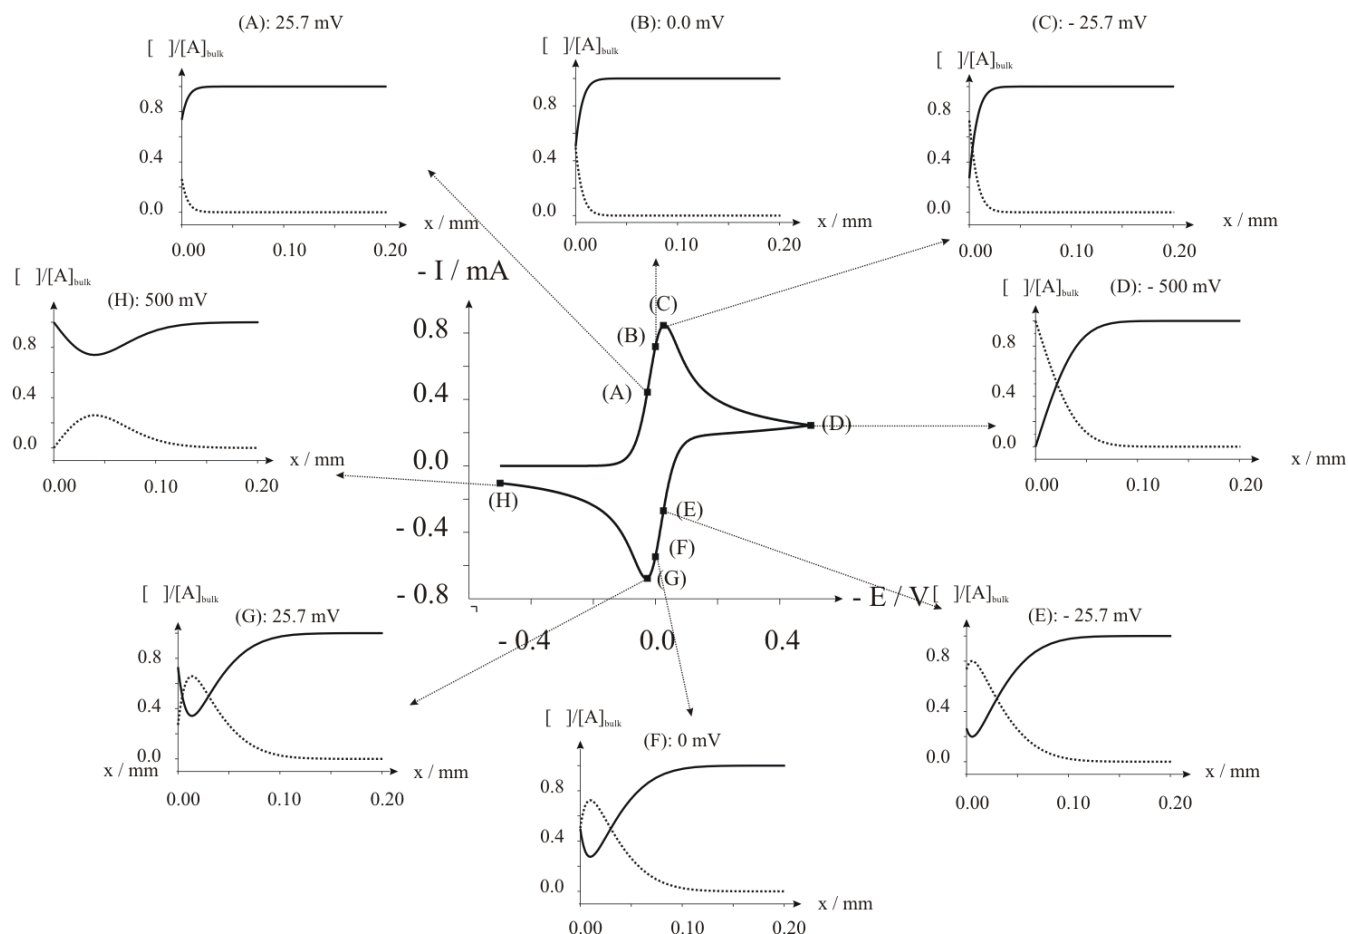 (A): 25.7 mV
(B): 0.0 mV
(C): - 25.7 mV
[ ]/[A]bulk
0.8
0.4
0.0
0.00
0.10
0.20
x / mm
[ ]/[A]bulk
0.8
0.4
0.0
0.00
0.10
0.20
x / mm
[ ]/[A]bulk
0.8
0.4
0.0
0.00
0.10
0.20
x / mm
[ ]/[A]bulk
(H): 500 mV
0.8
0.4
0.0
0.00
0.10
0.20
x / mm
- I / mA
0.8
0.4
0.0
- 0.4
- 0.8
- 0.4
0.0
0.4
- E / V
(A)
(B)
(C)
(D)
(E)
(F)
(G)
(H)
[ ]/[A]bulk
(D): - 500 mV
0.8
0.4
0.0
0.00
0.10
0.20
x / mm
[ ]/[A]bulk
(G): 25.7 mV
0.8
0.4
0.0
x / mm
0.00
0.10
0.20
x / mm
[ ]/[A]bulk
(F): 0 mV
0.8
0.4
0.0
0.00
0.10
0.20
x / mm
[ ]/[A]bulk
(E): - 25.7 mV
0.8
0.4
0.0
0.00
0.10
0.20
x / mm